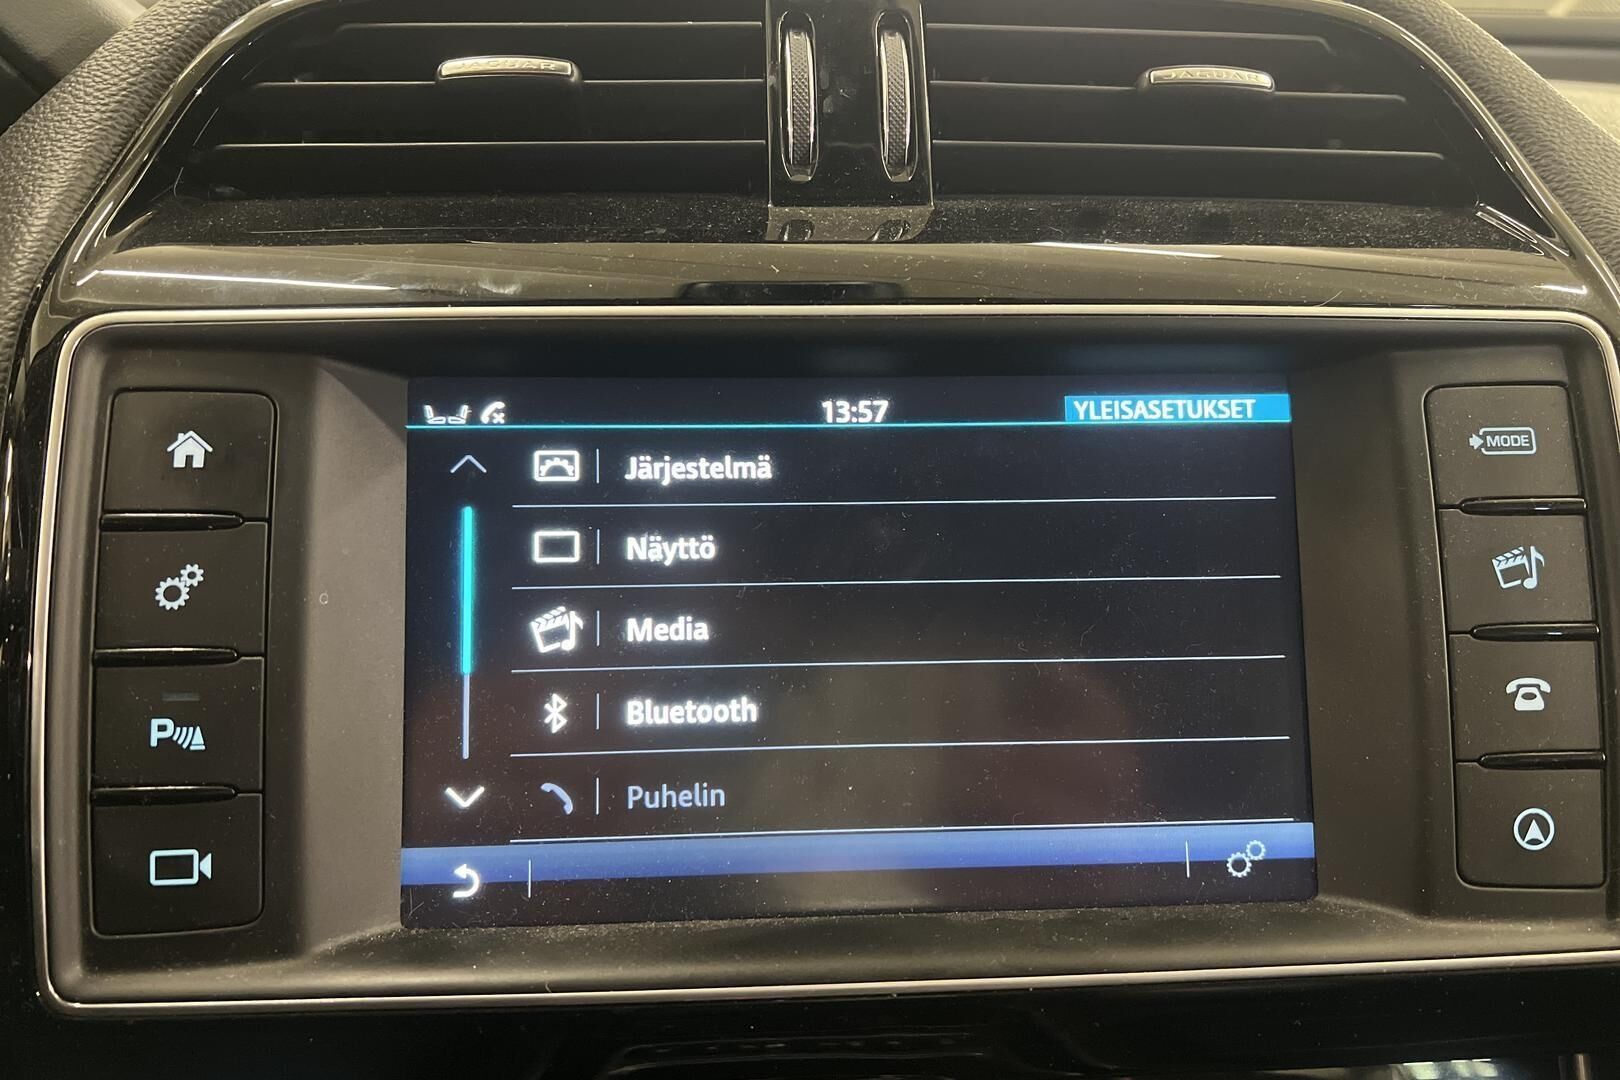 JAGUAR
JAGUAR
13:57
YLEISASETUKSET
Järjestelmä
Näyttö
Media
Bluetooth
Puhelin
MODE
P